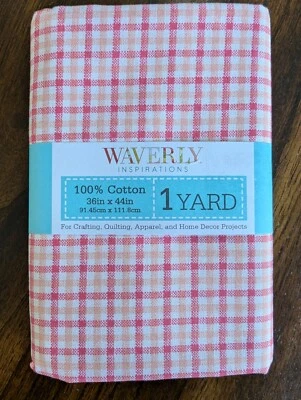 WAVERLY
INSPIRATIONS
100% Cotton
36in x 44in
91.45cm x 111.8cm
1 YARD
For Crafting, Quilting, Apparel, and Home Decor Projects